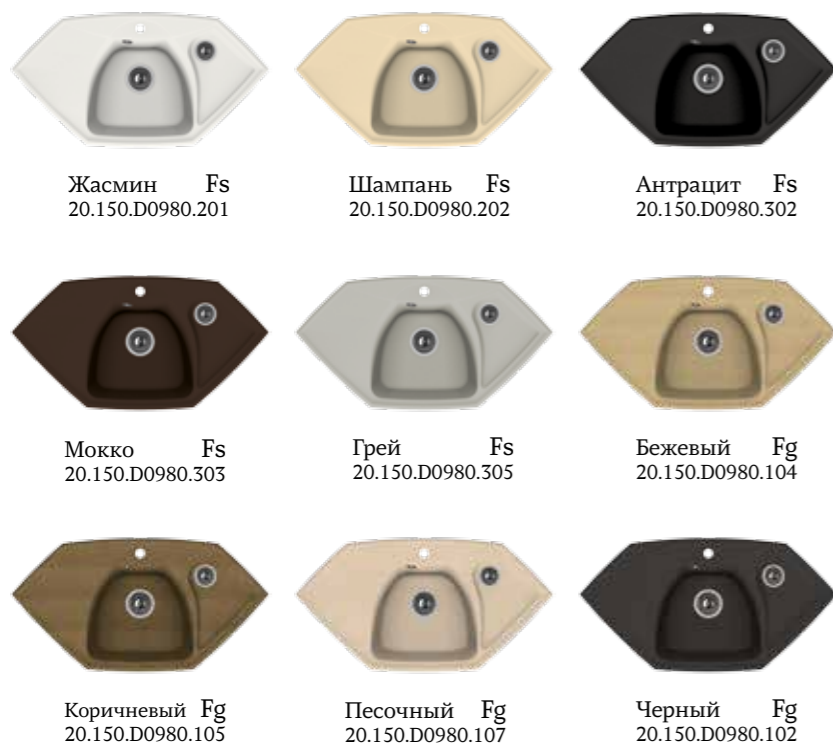 Жасмин Fs
20.150.D0980.201
Шампань Fs
20.150.D0980.202
Антрацит Fs
20.150.D0980.302
Мокко Fs
20.150.D0980.303
Грей Fs
20.150.D0980.305
Бежевый Fg
20.150.D0980.104
Коричневый Fg
20.150.D0980.105
Песочный Fg
20.150.D0980.107
Черный Fg
20.150.D0980.102